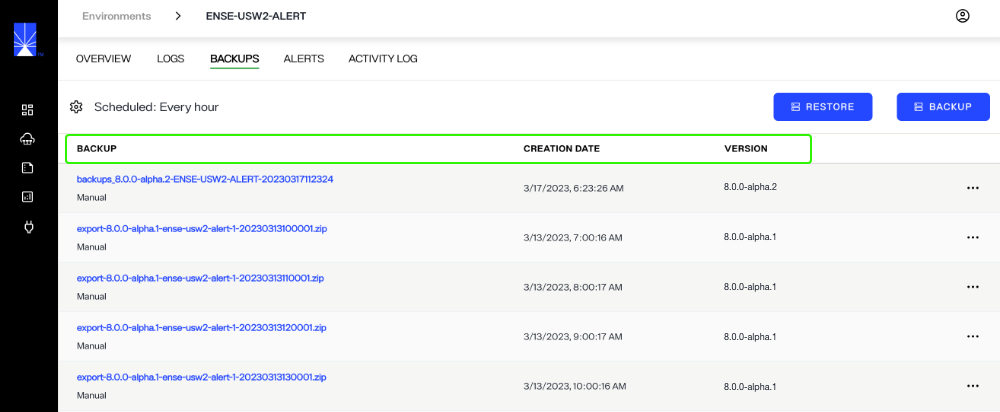 Environments > ENSE-USW2-ALERT
OVERVIEW LOGS BACKUPS ALERTS ACTIVITY LOG
Scheduled: Every hour RESTORE BACKUP
BACKUP CREATION DATE VERSION
backups_8.0.0-alpha.2-ENSE-USW2-ALERT-20230317112324 3/17/2023, 6:23:26 AM 8.0.0-alpha.2
Manual
export-8.0.0-alpha.1-ense-usw2-alert-1-20230313100001.zip 3/13/2023, 7:00:16 AM 8.0.0-alpha.1
Manual
export-8.0.0-alpha.1-ense-usw2-alert-1-20230313110001.zip 3/13/2023, 8:00:17 AM 8.0.0-alpha.1
Manual
export-8.0.0-alpha.1-ense-usw2-alert-1-20230313120001.zip 3/13/2023, 9:00:17 AM 8.0.0-alpha.1
Manual
export-8.0.0-alpha.1-ense-usw2-alert-1-20230313130001.zip 3/13/2023, 10:00:16 AM 8.0.0-alpha.1
Manual